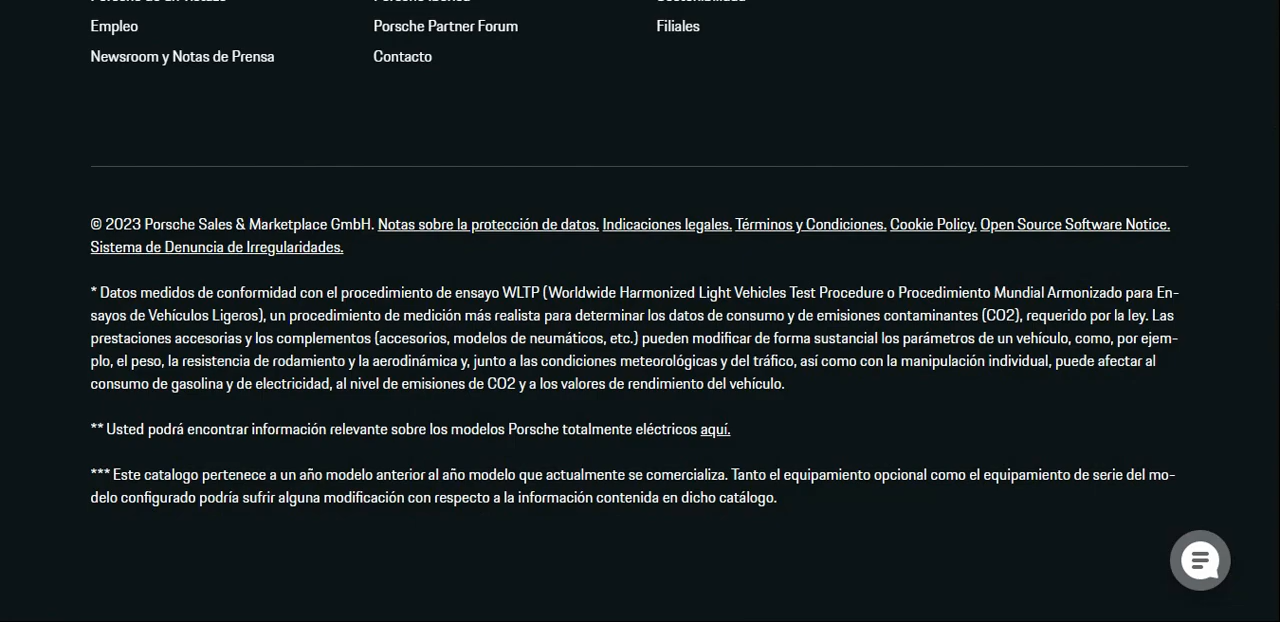 Empleo
Porsche Partner Forum
Filiales
Newsroom y Notas de Prensa
Contacto
© 2023 Porsche Sales & Marketplace GmbH. Notas sobre la protección de datos. Indicaciones legales. Términos y Condiciones. Cookie Policy. Open Source Software Notice.
Sistema de Denuncia de Irregularidades.
* Datos medidos de conformidad con el procedimiento de ensayo WLTP (Worldwide Harmonized Light Vehicles Test Procedure o Procedimiento Mundial Armonizado para En-
sayos de Vehículos Ligeros), un procedimiento de medición más realista para determinar los datos de consumo y de emisiones contaminantes (CO2), requerido por la ley. Las
prestaciones accesorias y los complementos (accesorios, modelos de neumáticos, etc.) pueden modificar de forma sustancial los parámetros de un vehículo, como, por ejem-
plo, el peso, la resistencia de rodamiento y la aerodinámica y, junto a las condiciones meteorológicas y del tráfico, así como con la manipulación individual, puede afectar al
consumo de gasolina y de electricidad, al nivel de emisiones de CO2 y a los valores de rendimiento del vehículo.
** Usted podrá encontrar información relevante sobre los modelos Porsche totalmente eléctricos aquí.
*** Este catalogo pertenece a un año modelo anterior al año modelo que actualmente se comercializa. Tanto el equipamiento opcional como el equipamiento de serie del mo-
delo configurado podría sufrir alguna modificación con respecto a la información contenida en dicho catálogo.